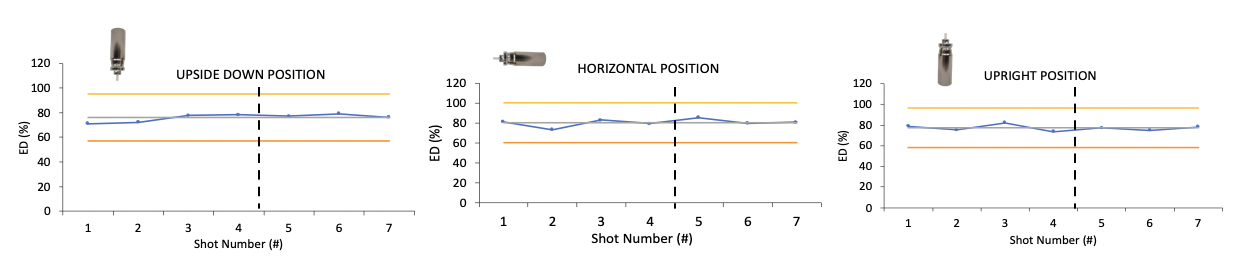 UPSIDE DOWN POSITION
ED (%)
120
100
80
60
40
20
0
1 2 3 4 5 6 7
Shot Number (#)
HORIZONTAL POSITION
ED (%)
120
100
80
60
40
20
0
1 2 3 4 5 6 7
Shot Number (#)
UPRIGHT POSITION
ED (%)
120
100
80
60
40
20
0
1 2 3 4 5 6 7
Shot Number (#)